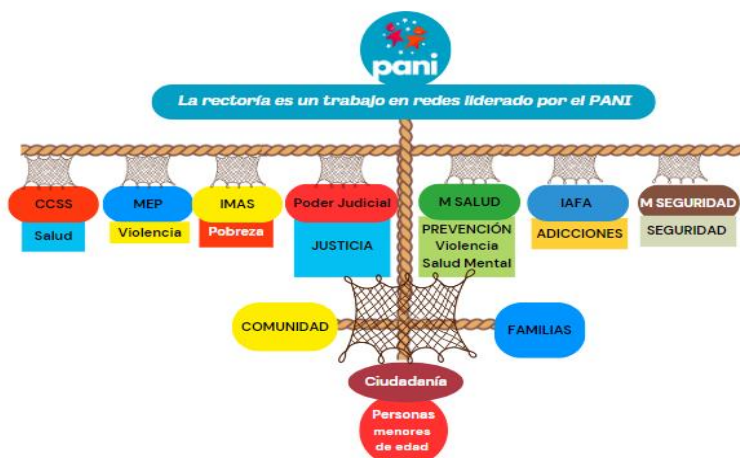 pani
La rectoría es un trabajo en redes liderado por el PANI
CCSS
Salud
MEP
Violencia
IMAS
Pobreza
Poder Judicial
JUSTICIA
M SALUD
PREVENCIÓN
Violencia
Salud Mental
IAFA
ADICCIONES
M SEGURIDAD
SEGURIDAD
COMUNIDAD
FAMILIAS
Ciudadanía
Personas
menores
de edad